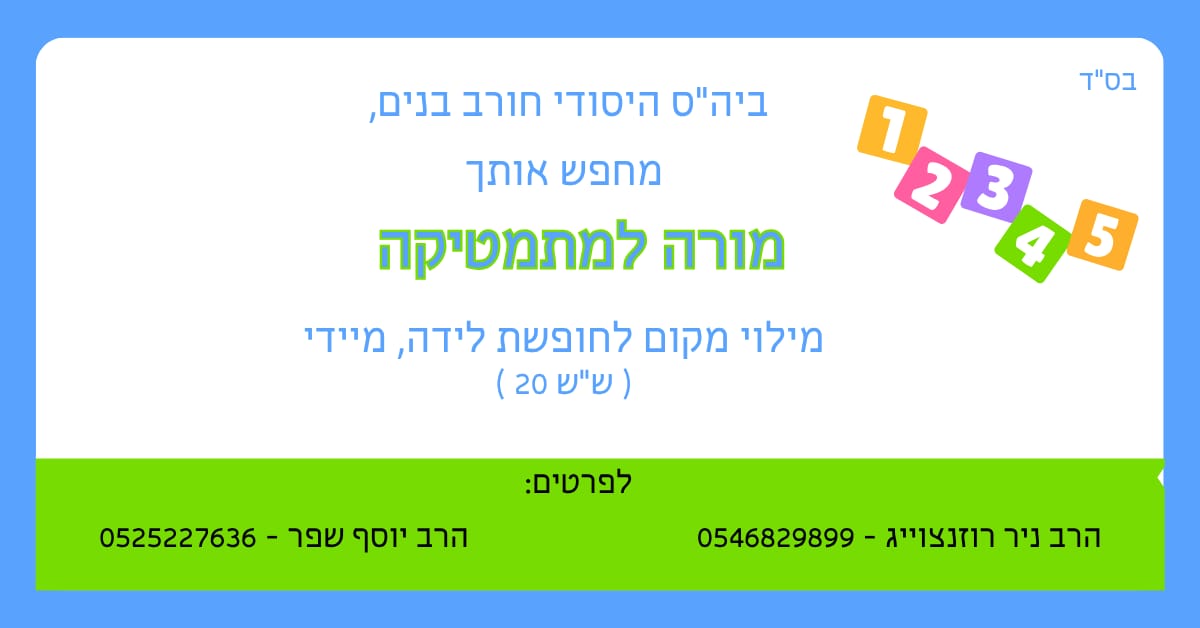 בס"ד
ביה"ס היסודי חורב בנים,
מחפש אותך
מורה למתמטיקה
1
2
3
4
5
מילוי מקום לחופשת לידה, מיידי
( 20 ש"ש )
לפרטים:
הרב ניר רוזנצוייג - 0546829899
הרב יוסף שפר - 0525227636